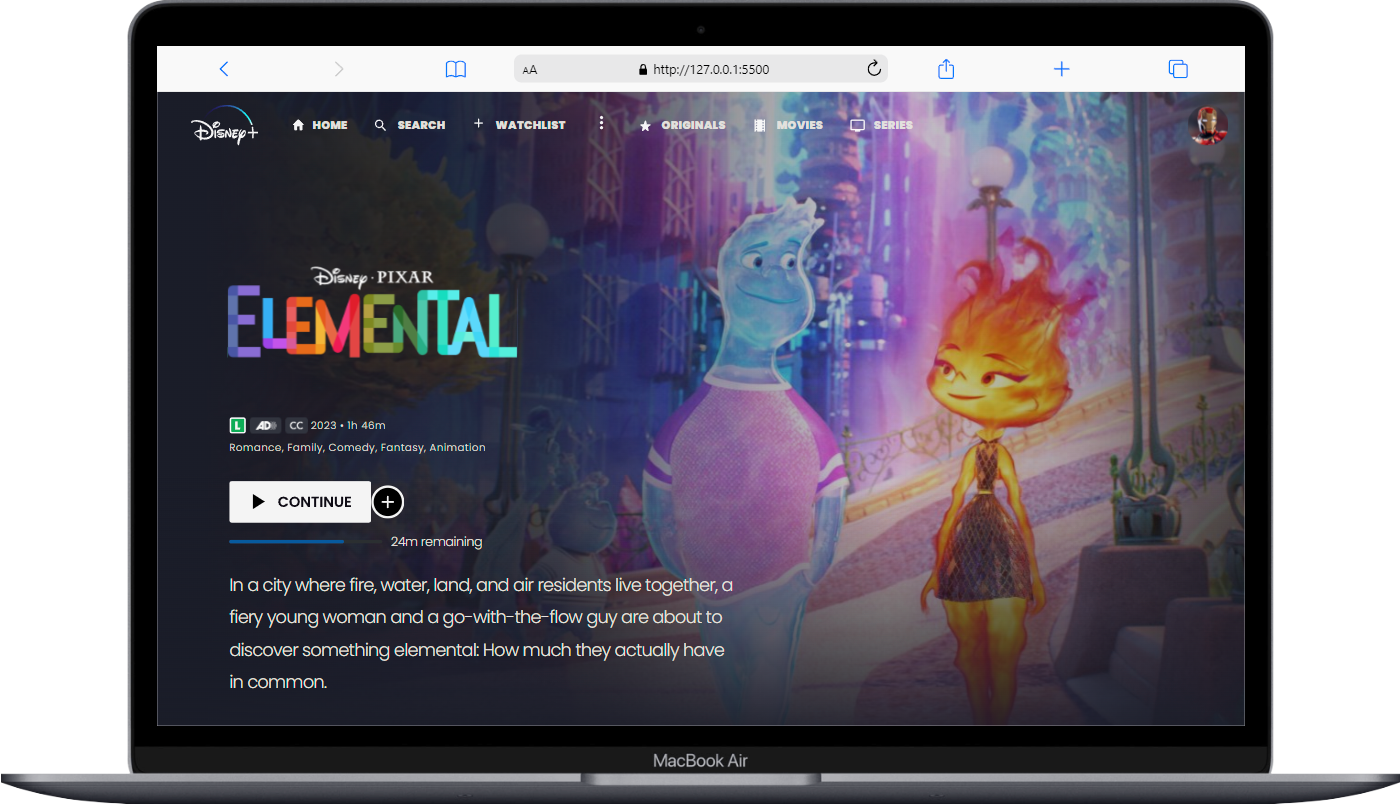 AA http://127.0.0.1:5500
Disney+ HOME SEARCH WATCHLIST ORIGINALS MOVIES SERIES
Disney · PIXAR
ELEMENTAL
L AD CC 2023 • 1h 46m
Romance, Family, Comedy, Fantasy, Animation
CONTINUE
24m remaining
In a city where fire, water, land, and air residents live together, a
fiery young woman and a go-with-the-flow guy are about to
discover something elemental: How much they actually have
in common.
MacBook Air